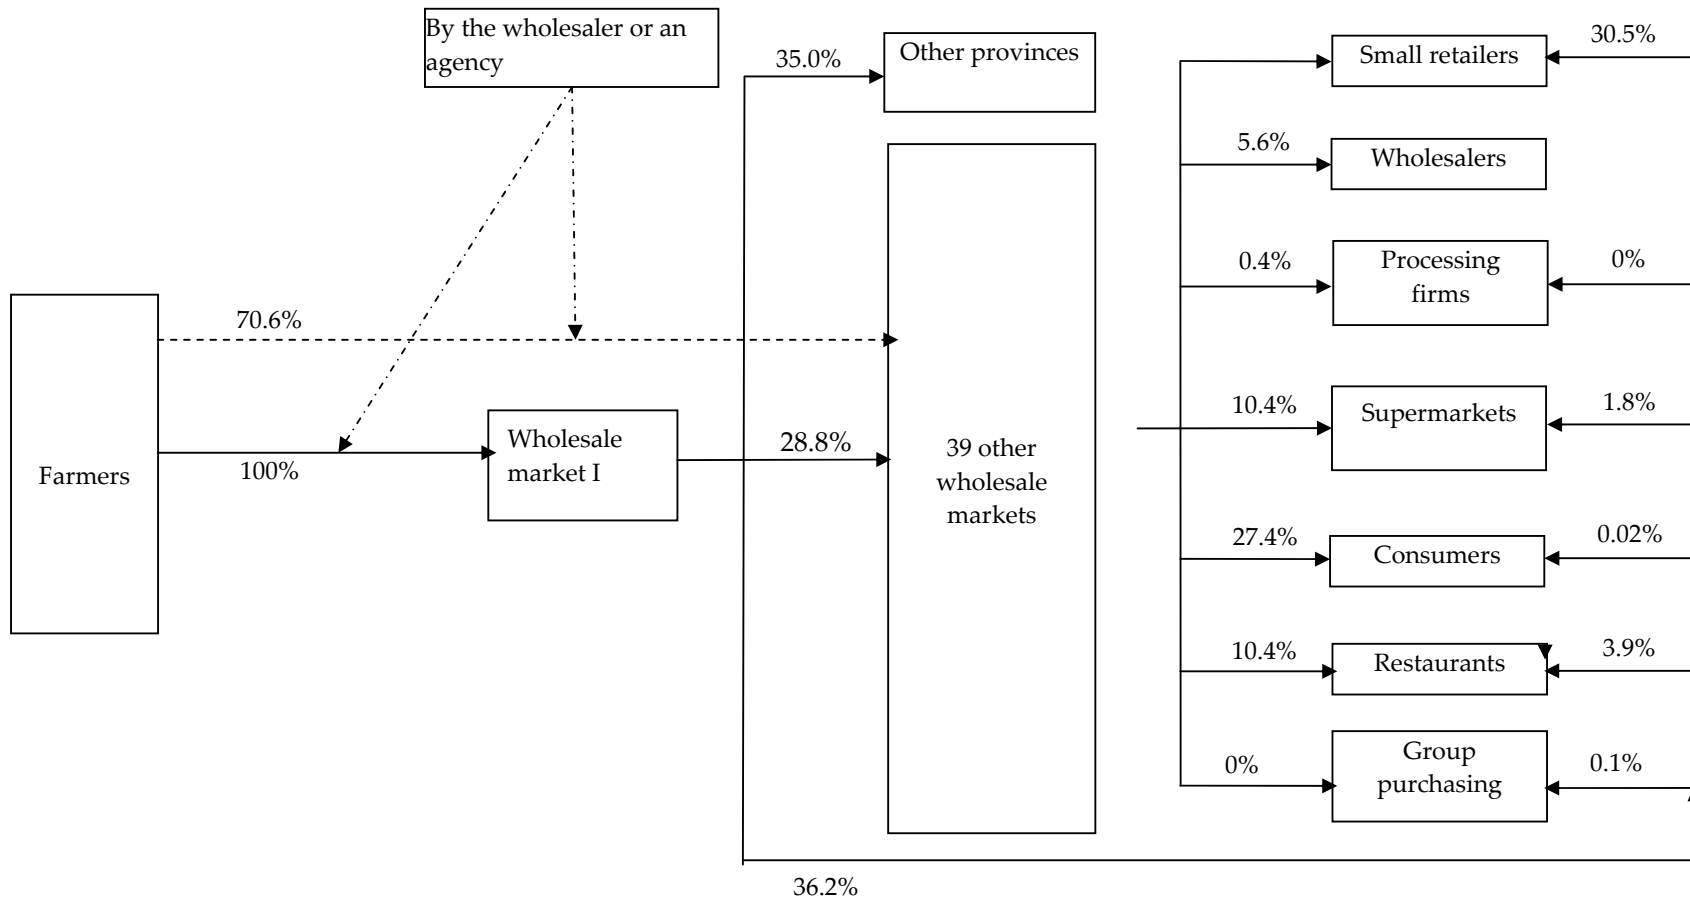 By the wholesaler or an
agency
35.0%
Other provinces
Small retailers
30.5%
5.6%
Wholesalers
0.4%
Processing
firms
0%
70.6%
Farmers
100%
Wholesale
market I
28.8%
39 other
wholesale
markets
10.4%
Supermarkets
1.8%
27.4%
Consumers
0.02%
10.4%
Restaurants
3.9%
0%
Group
purchasing
0.1%
36.2%